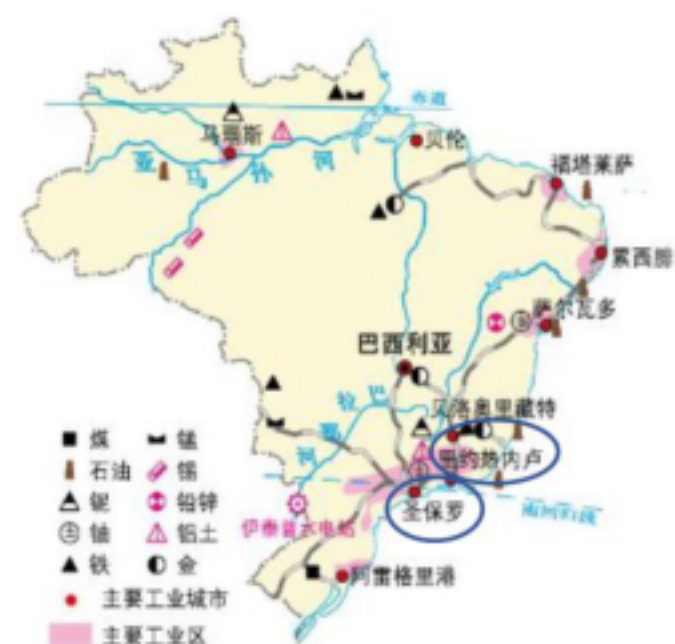 赤道
马瑙斯
贝伦
亚马孙河
福塔莱萨
累西腓
萨尔瓦多
巴西利亚
巴拉那河
贝洛奥里藏特
里约热内卢
圣保罗
南回归线
伊泰普水电站
阿雷格里港
煤 锰
石油 锡
铌 铅锌
铀 铝土
铁 金
主要工业城市
主要工业区